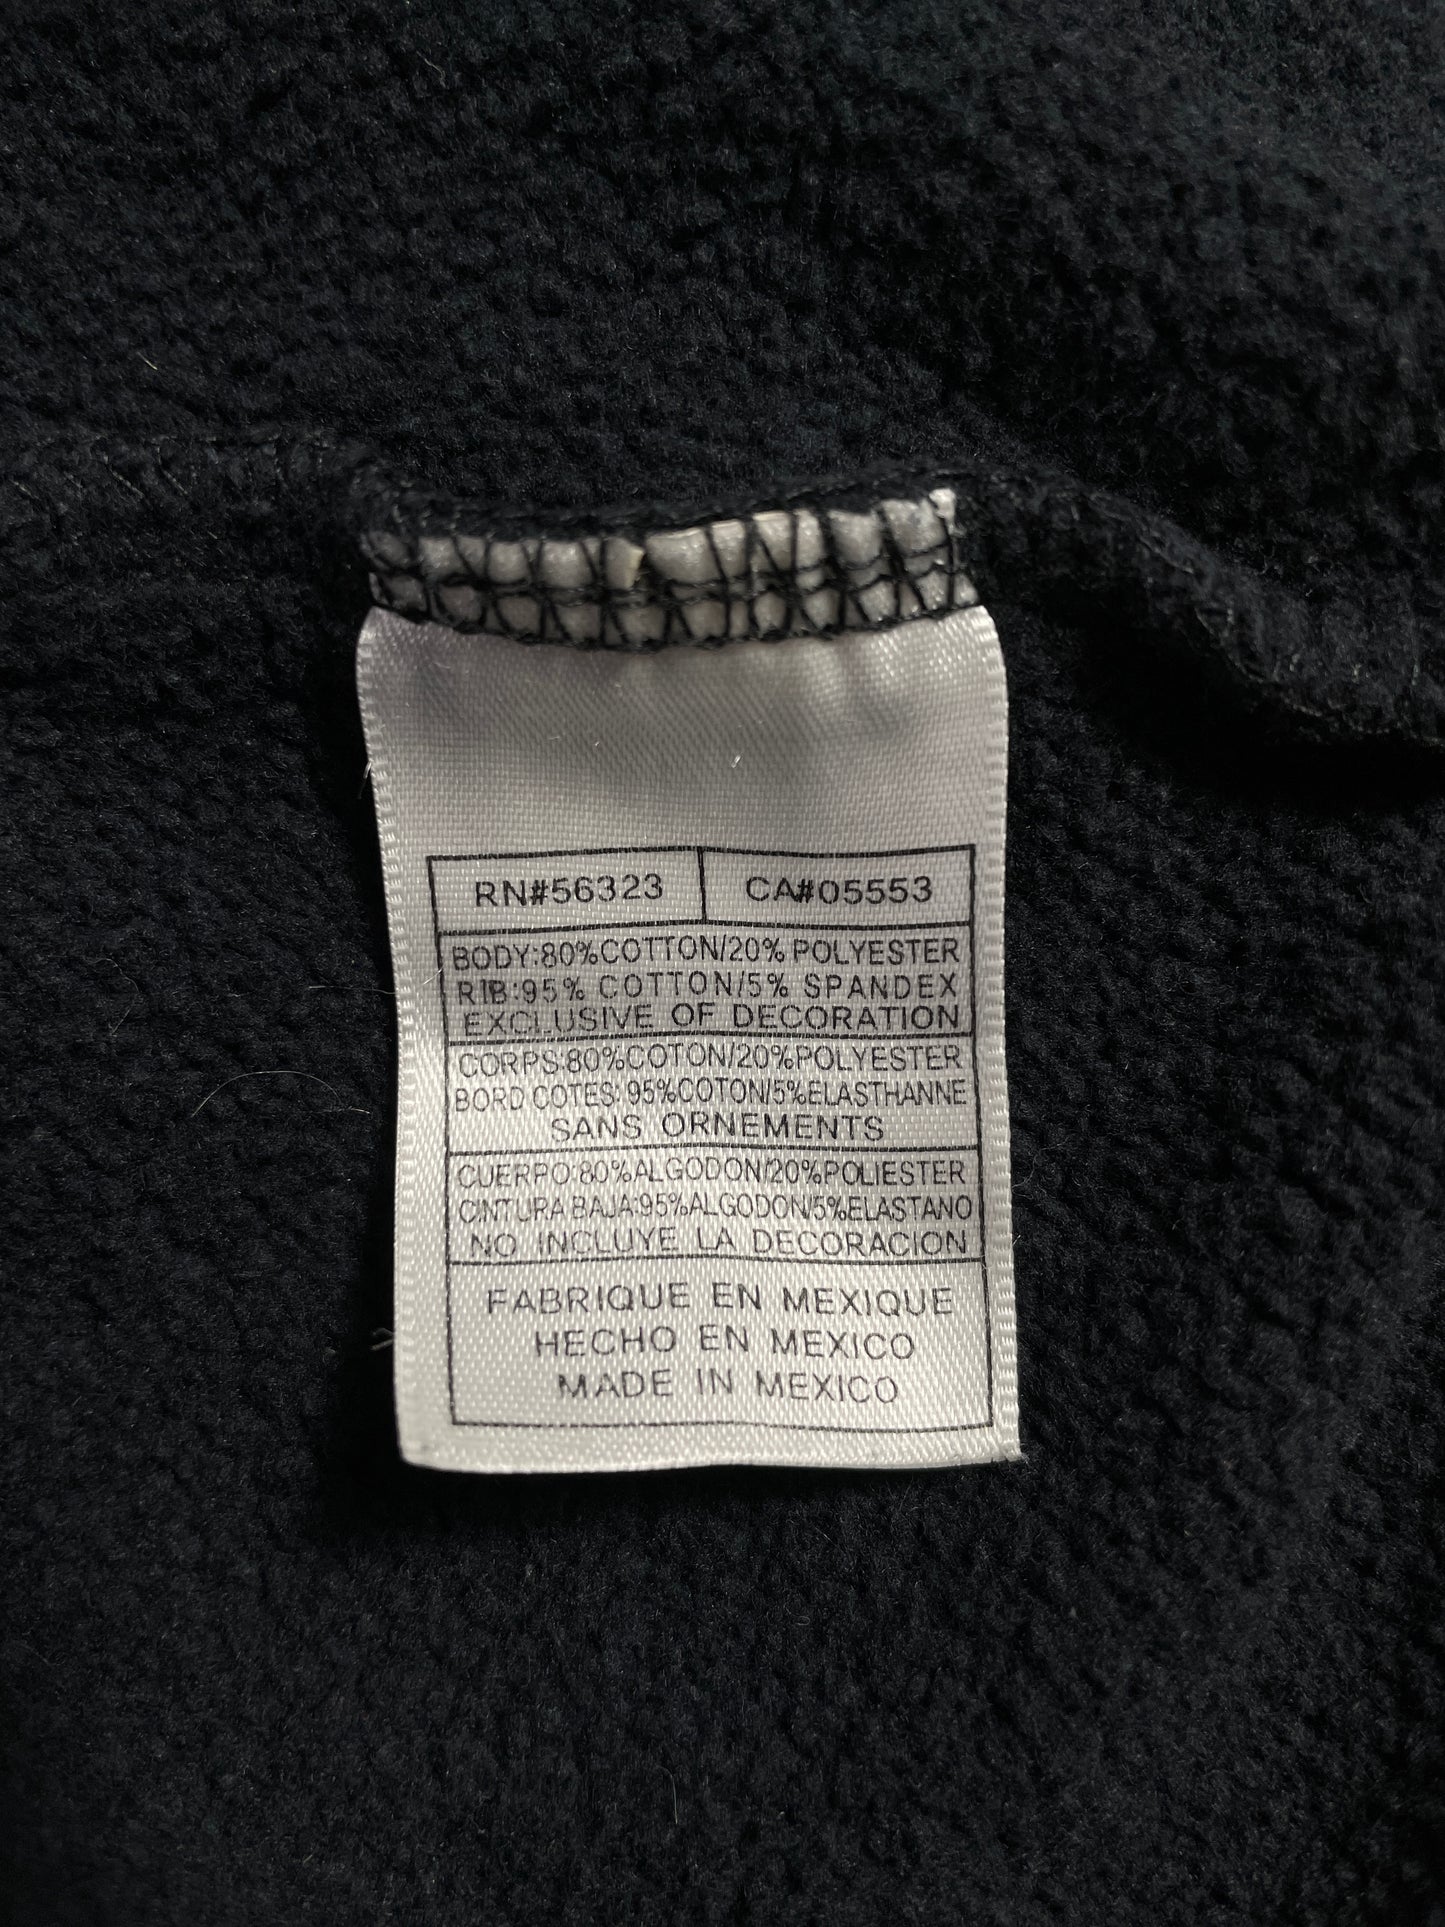 RN#56323 CA#05553
BODY:80%COTTON/20% POLYESTER
RIB:95% COTTON/5% SPANDEX
EXCLUSIVE OF DECORATION
CORPS:80%COTON/20%POLYESTER
BORD COTES: 95%COTON/5%ELASTHANNE
SANS ORNEMENTS
CUERPO:80%ALGODON/20%POLIESTER
CINTURA BAJA:95%ALGODON/5%ELASTANO
NO INCLUYE LA DECORACION
FABRIQUE EN MEXIQUE
HECHO EN MEXICO
MADE IN MEXICO